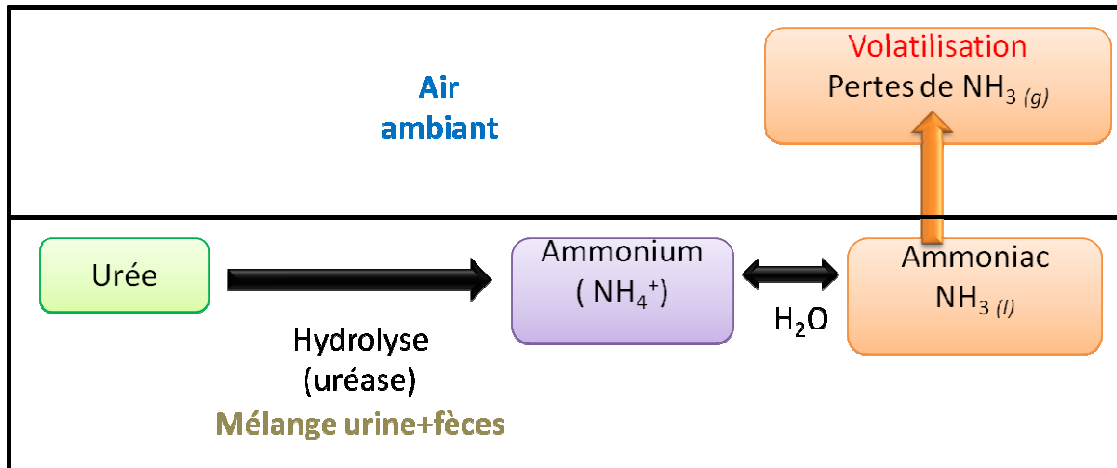 Volatilisation
Pertes de NH₃ (g)
Air
ambiant
Urée
Hydrolyse
(uréase)
Mélange urine+fèces
Ammonium
( NH₄⁺)
H₂O
Ammoniac
NH₃ (l)